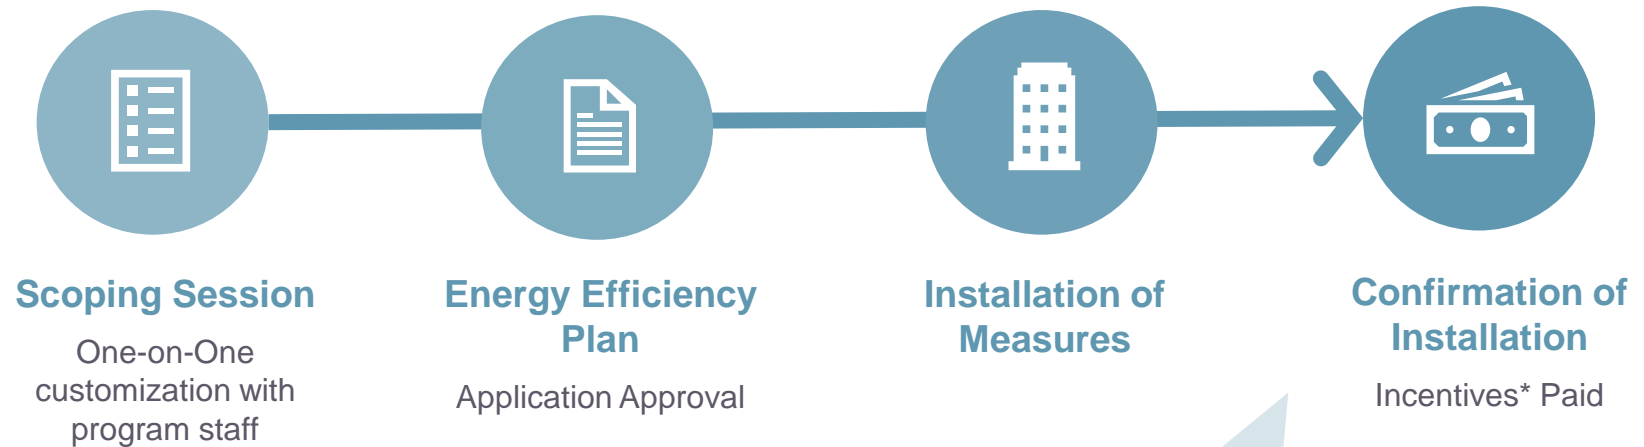 Scoping Session
One-on-One
customization with
program staff
Energy Efficiency
Plan
Application Approval
Installation of
Measures
Confirmation of
Installation
Incentives* Paid